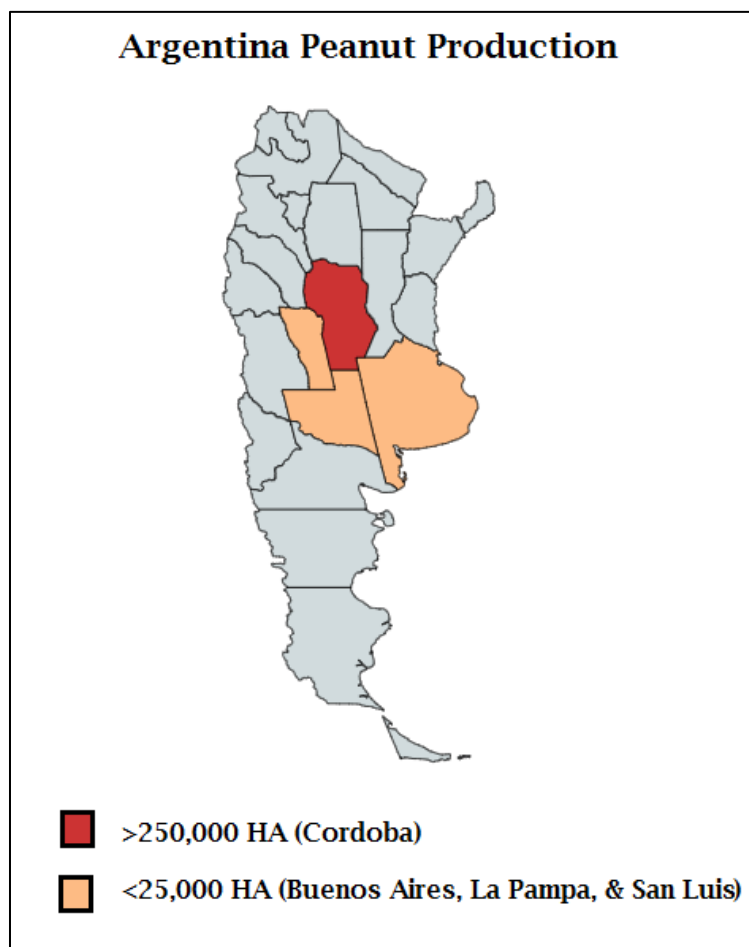 Argentina Peanut Production
>250,000 HA (Cordoba)
<25,000 HA (Buenos Aires, La Pampa, & San Luis)